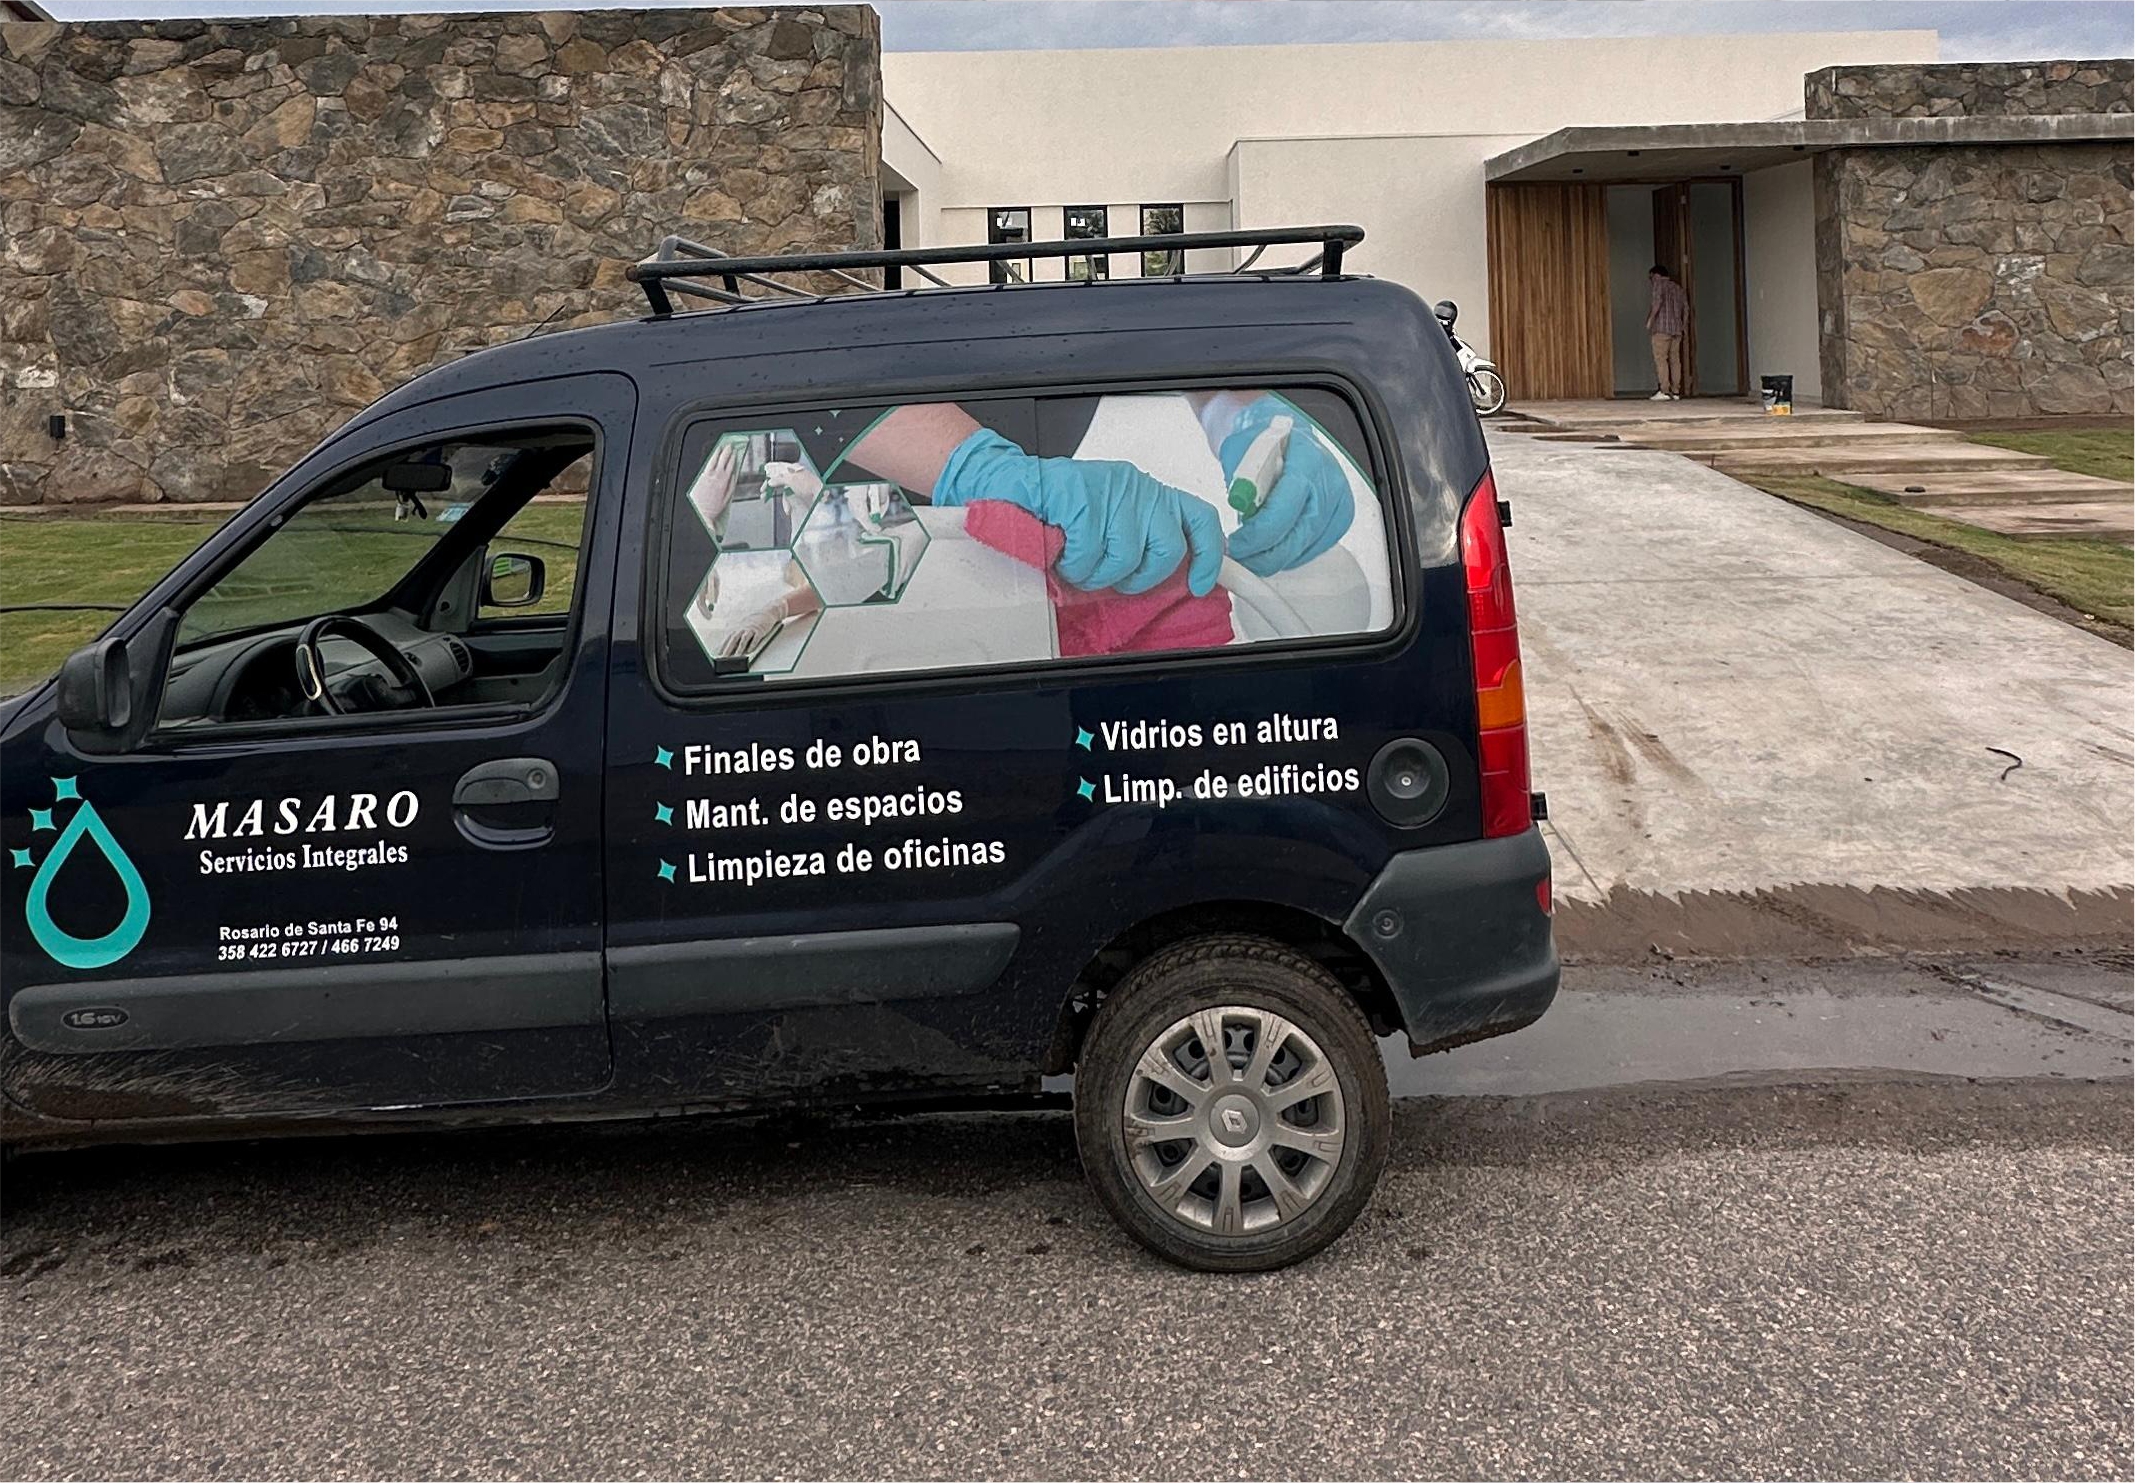 MASARO
Servicios Integrales
Rosario de Santa Fe 94
358 422 6727 / 466 7249
1.6 16V
Finales de obra
Mant. de espacios
Limpieza de oficinas
Vidrios en altura
Limp. de edificios